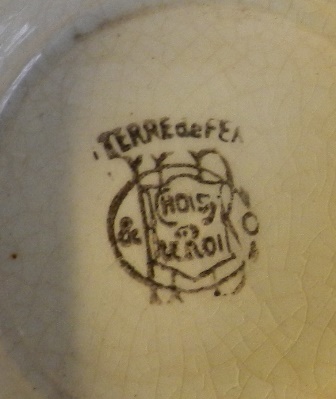 TERRE de FE
CHOISY
&
LE ROI